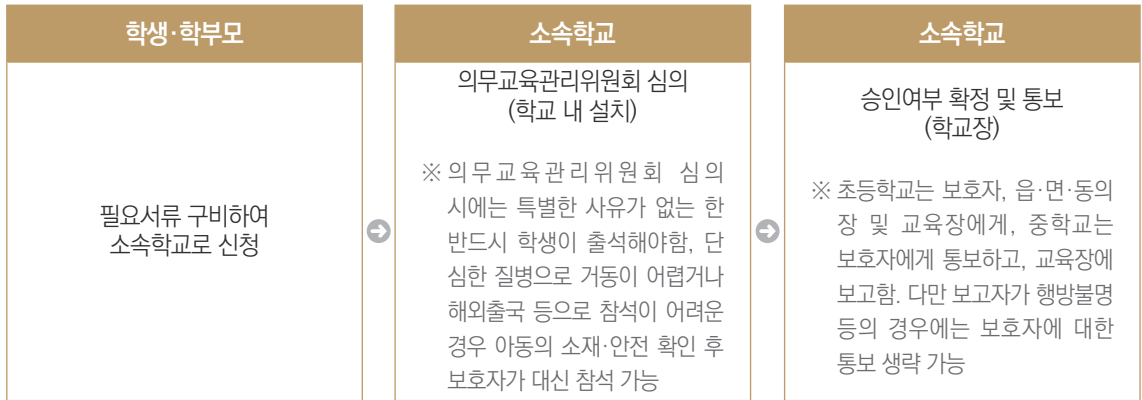 학생·학부모
필요서류 구비하여
소속학교로 신청
소속학교
의무교육관리위원회 심의
(학교 내 설치)
※ 의무교육관리위원회 심의
시에는 특별한 사유가 없는 한
반드시 학생이 출석해야함, 단
심한 질병으로 거동이 어렵거나
해외출국 등으로 참석이 어려운
경우 아동의 소재·안전 확인 후
보호자가 대신 참석 가능
소속학교
승인여부 확정 및 통보
(학교장)
※ 초등학교는 보호자, 읍·면·동의
장 및 교육장에게, 중학교는
보호자에게 통보하고, 교육장에
보고함. 다만 보고자가 행방불명
등의 경우에는 보호자에 대한
통보 생략 가능